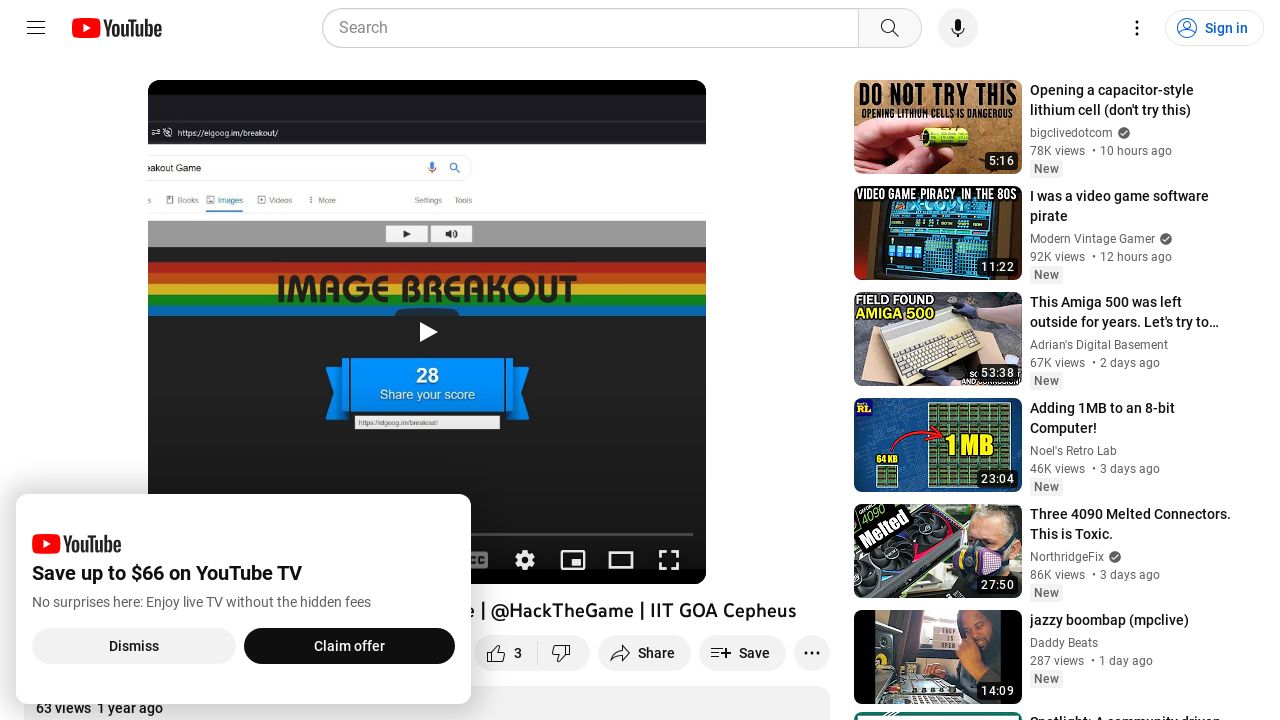 YouTube
Search
Sign in
https://elgoog.im/breakout/
eakout Game
Books
Images
Videos
More
Settings
Tools
IMAGE BREAKOUT
28
Share your score
https://elgoog.im/breakout/
YouTube
Save up to $66 on YouTube TV
No surprises here: Enjoy live TV without the hidden fees
Dismiss
Claim offer
| @HackTheGame | IIT GOA Cepheus
3
Share
Save
63 views 1 year ago
DO NOT TRY THIS
OPENING LITHIUM CELLS IS DANGEROUS
5:16
Opening a capacitor-style
lithium cell (don't try this)
bigclivedotcom
78K views • 10 hours ago
New
VIDEO GAME PIRACY IN THE 80S
11:22
I was a video game software
pirate
Modern Vintage Gamer
92K views • 12 hours ago
New
FIELD FOUND
AMIGA 500
53:38
This Amiga 500 was left
outside for years. Let's try to…
Adrian's Digital Basement
67K views • 2 days ago
New
RL
64 KB
1 MB
23:04
Adding 1MB to an 8-bit
Computer!
Noel's Retro Lab
46K views • 3 days ago
New
4090
Melted
27:50
Three 4090 Melted Connectors.
This is Toxic.
NorthridgeFix
86K views • 3 days ago
New
SHOP
IS
OPEN
14:09
jazzy boombap (mpclive)
Daddy Beats
287 views • 1 day ago
New
Spotlight: A community-driven